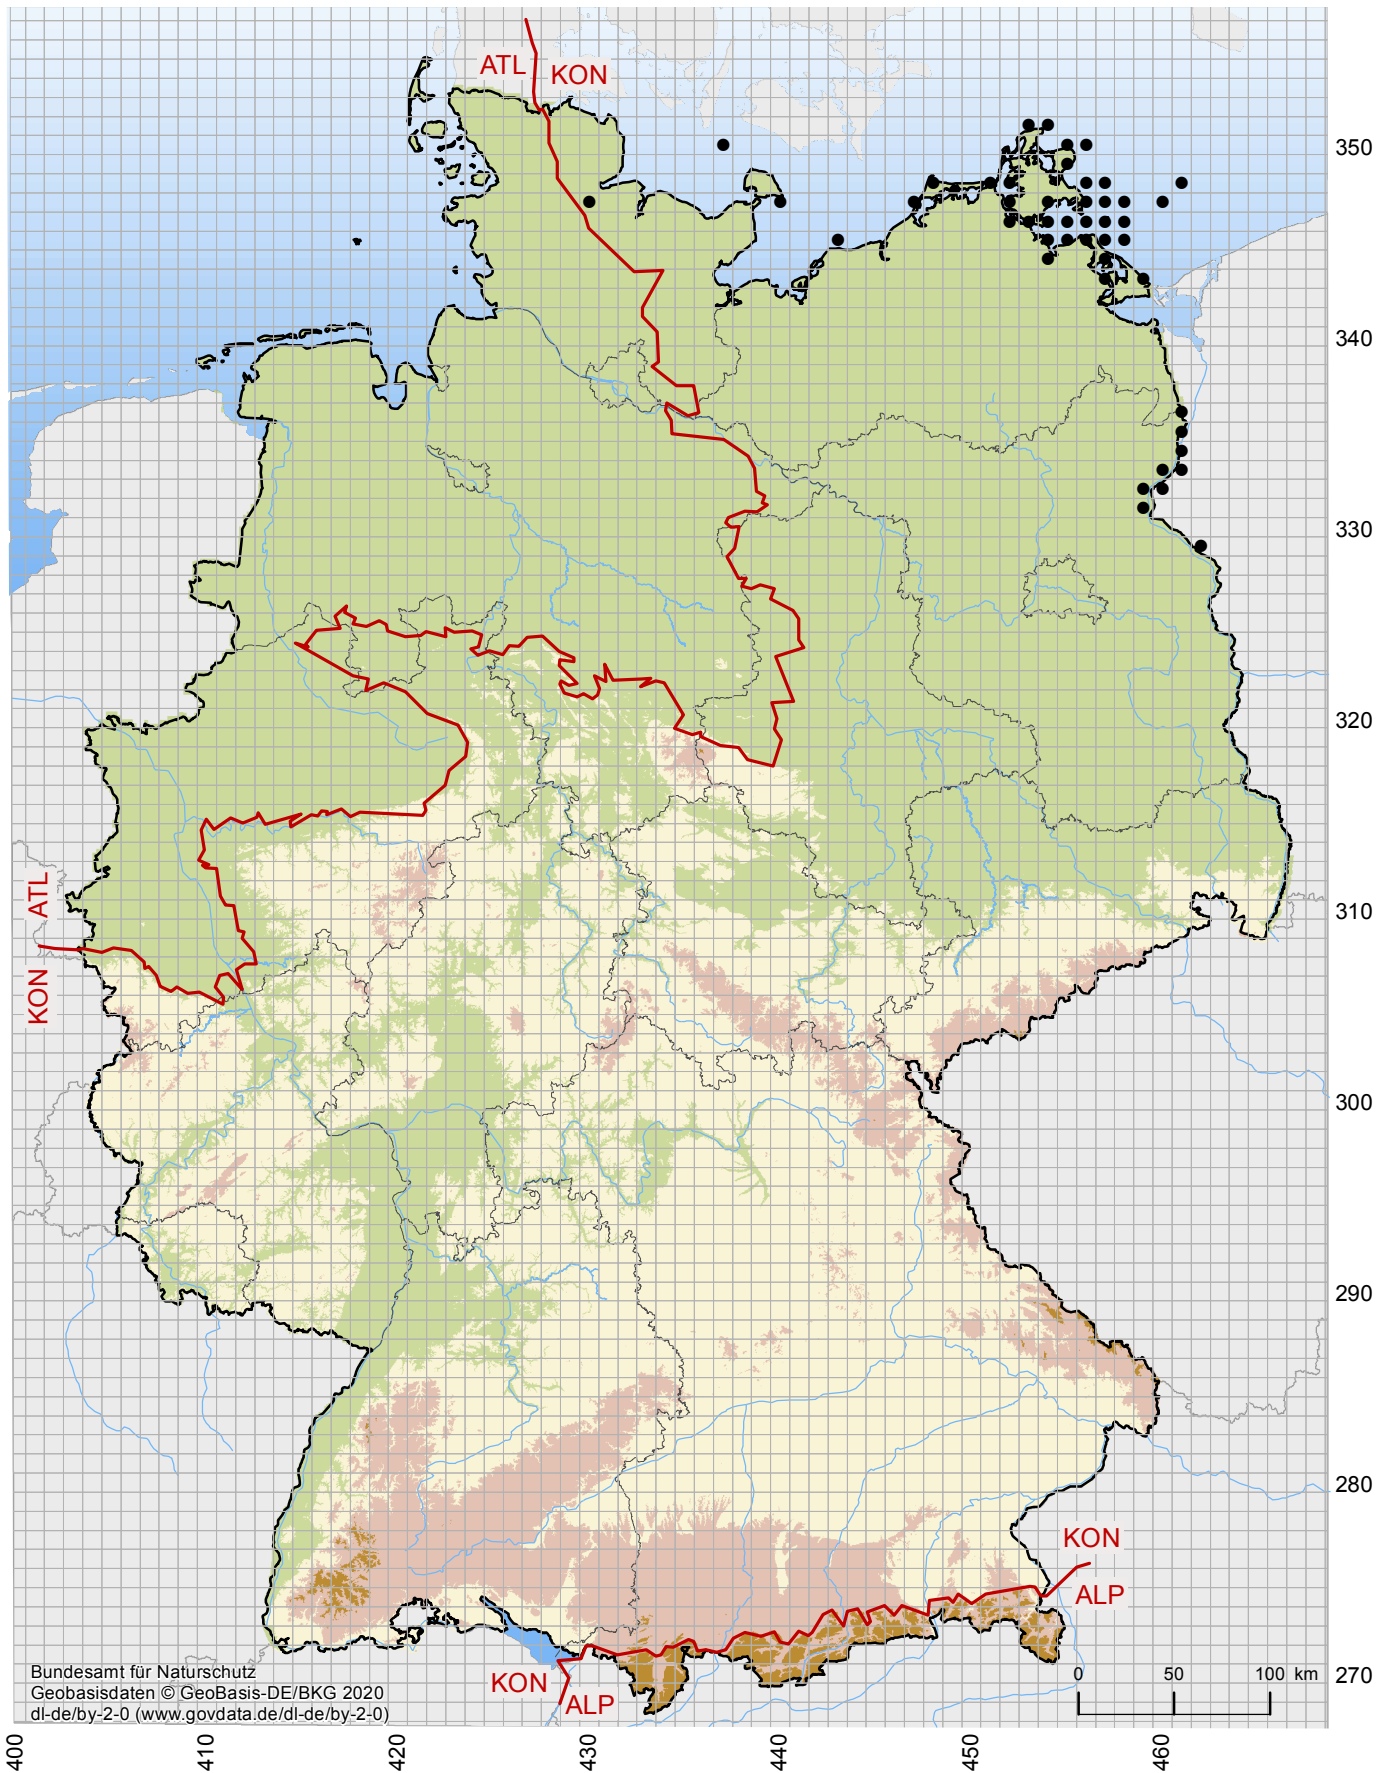 ATL
KON
350
340
330
320
ATL
310
KON
300
290
280
KON
ALP
Bundesamt für Naturschutz
Geobasisdaten © GeoBasis-DE/BKG 2020
dl-de/by-2-0 (www.govdata.de/dl-de/by-2-0)
KON
ALP
0 50 100 km
270
400 410 420 430 440 450 460